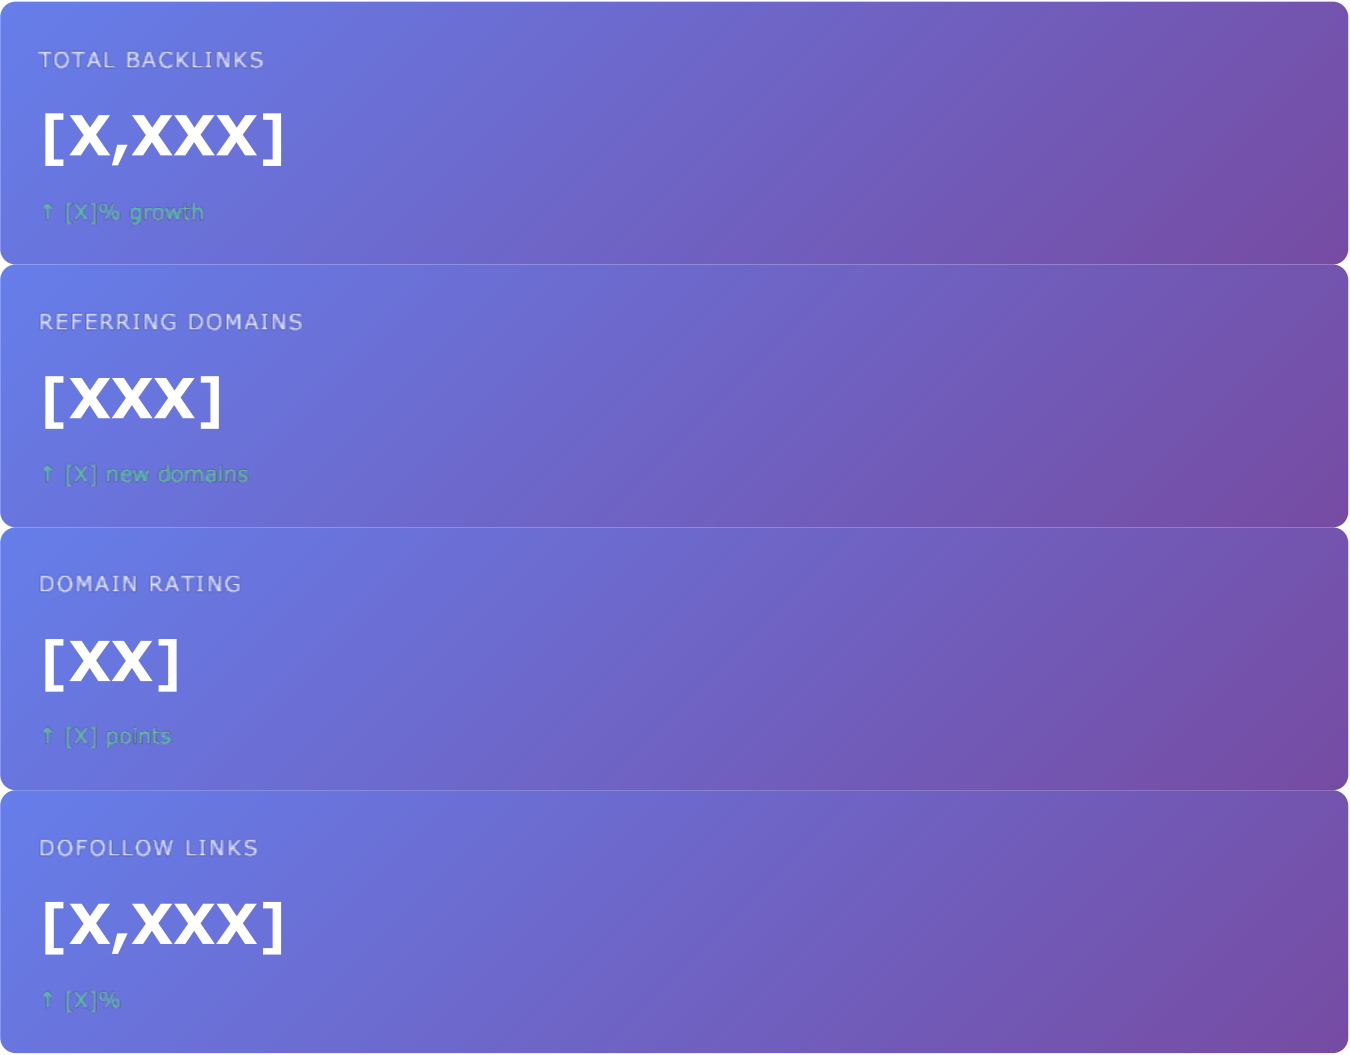 TOTAL BACKLINKS
[X,XXX]
↑ [X]% growth
REFERRING DOMAINS
[XXX]
↑ [X] new domains
DOMAIN RATING
[XX]
↑ [X] points
DOFOLLOW LINKS
[X,XXX]
↑ [X]%